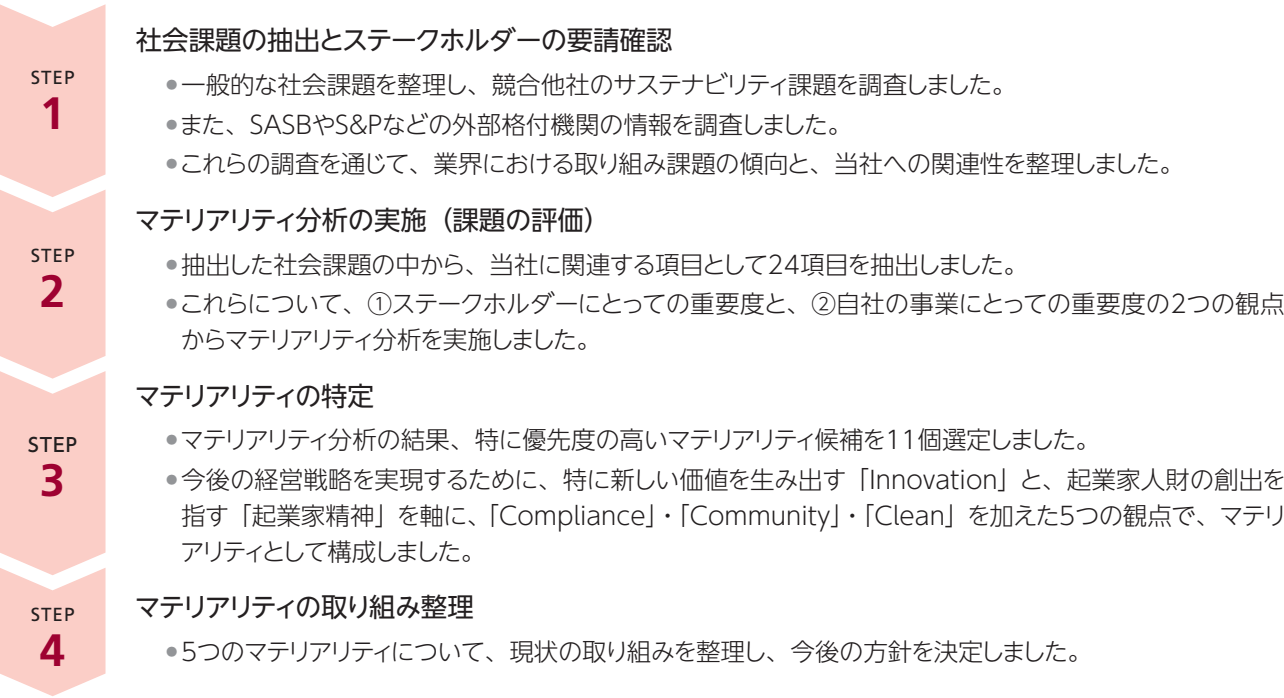 STEP
1
社会課題の抽出とステークホルダーの要請確認
●一般的な社会課題を整理し、競合他社のサステナビリティ課題を調査しました。
●また、SASBやS&Pなどの外部格付機関の情報を調査しました。
●これらの調査を通じて、業界における取り組み課題の傾向と、当社への関連性を整理しました。
STEP
2
マテリアリティ分析の実施（課題の評価）
●抽出した社会課題の中から、当社に関連する項目として24項目を抽出しました。
●これらについて、①ステークホルダーにとっての重要度と、②自社の事業にとっての重要度の2つの観点
からマテリアリティ分析を実施しました。
STEP
3
マテリアリティの特定
●マテリアリティ分析の結果、特に優先度の高いマテリアリティ候補を11個選定しました。
●今後の経営戦略を実現するために、特に新しい価値を生み出す「Innovation」と、起業家人財の創出を
指す「起業家精神」を軸に、「Compliance」・「Community」・「Clean」を加えた5つの観点で、マテリ
アリティとして構成しました。
STEP
4
マテリアリティの取り組み整理
●5つのマテリアリティについて、現状の取り組みを整理し、今後の方針を決定しました。